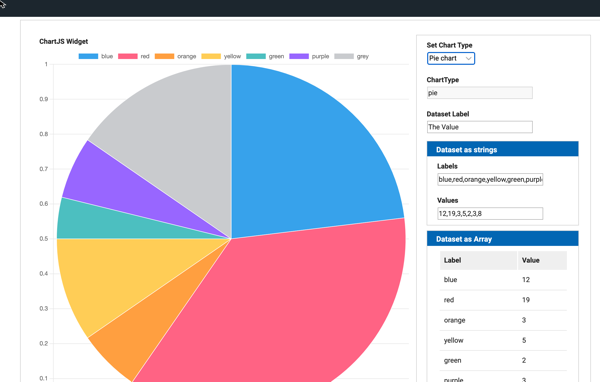 ChartJS Widget
blue red orange yellow green purple grey
1
0.9
0.8
0.7
0.6
0.5
0.4
0.3
0.2
0.1
Set Chart Type
Pie chart
ChartType
pie
Dataset Label
The Value
Dataset as strings
Labels
blue,red,orange,yellow,green,purpl
Values
12,19,3,5,2,3,8
Dataset as Array
Label Value
blue 12
red 19
orange 3
yellow 5
green 2
purple 3